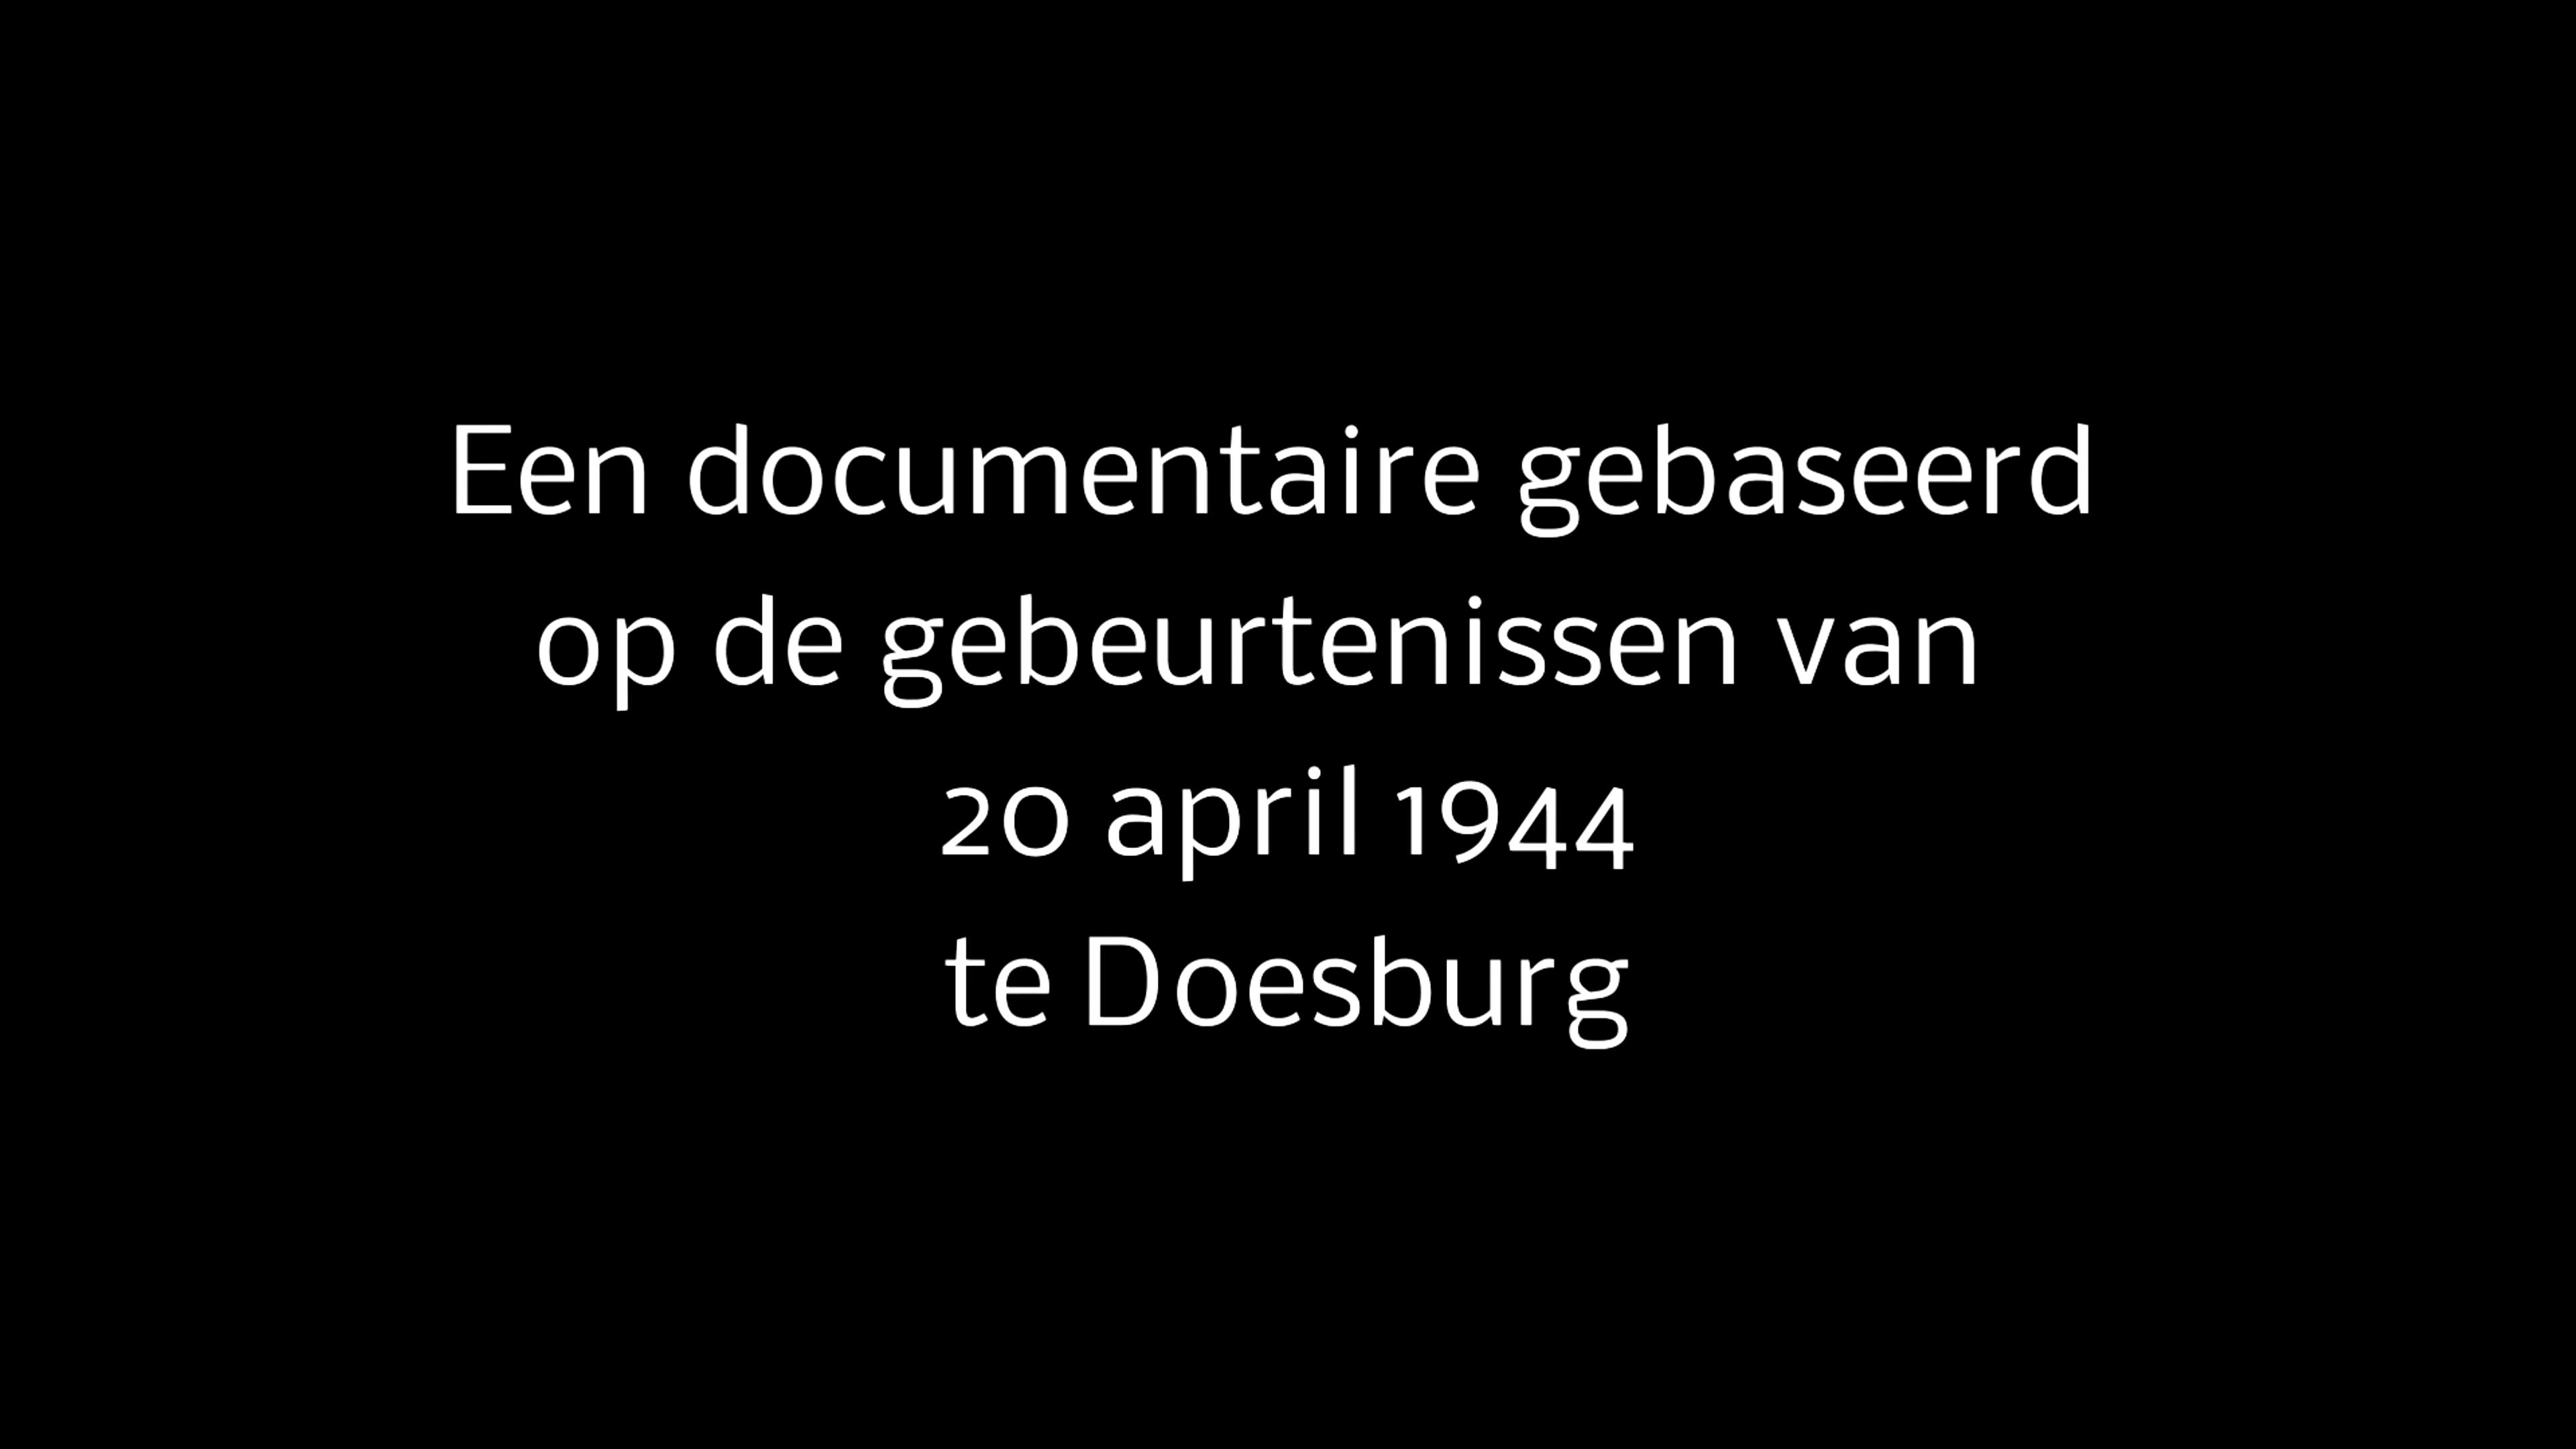 Een documentaire gebaseerd
op de gebeurtenissen van
20 april 1944
te Doesburg